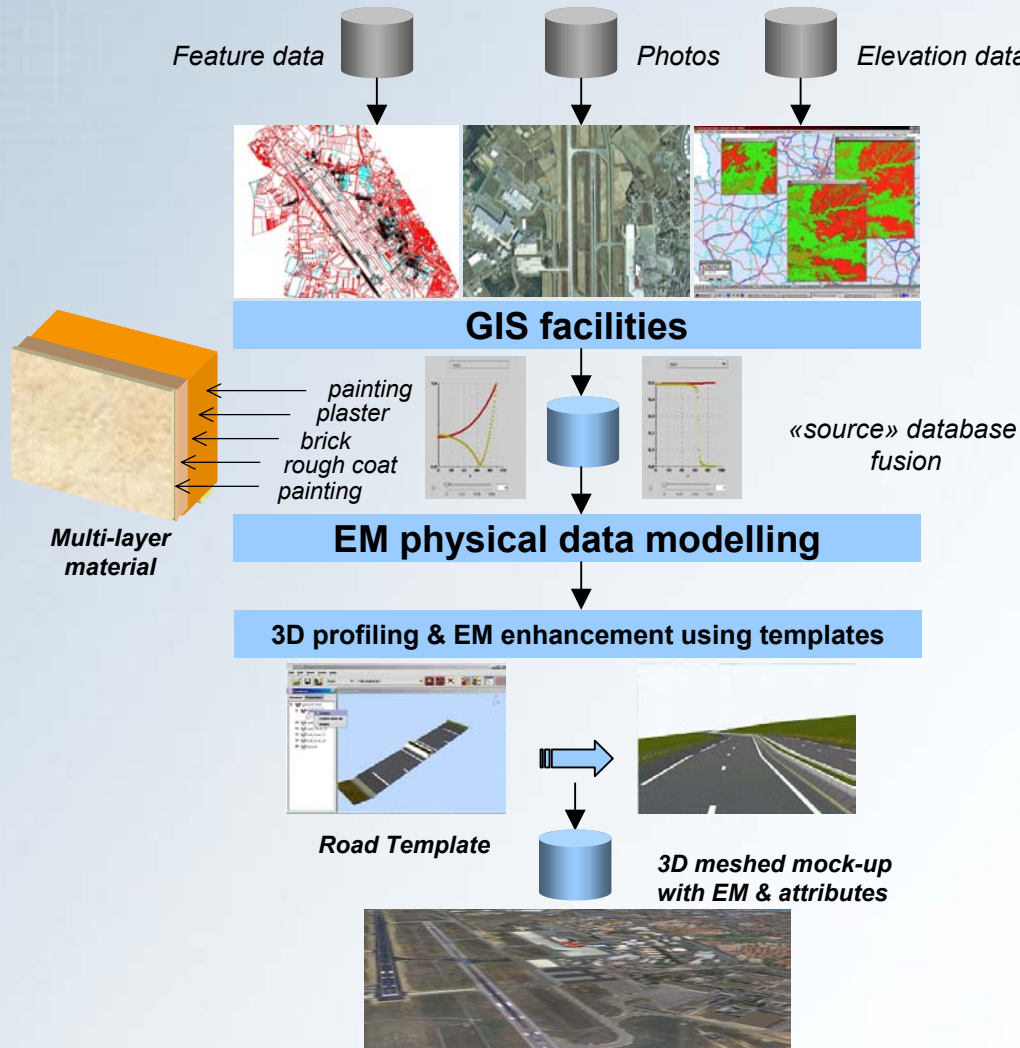 Feature data
Photos
Elevation data
GIS facilities
painting
plaster
brick
rough coat
painting
Multi-layer
material
«source» database
fusion
EM physical data modelling
3D profiling & EM enhancement using templates
Road Template
3D meshed mock-up
with EM & attributes